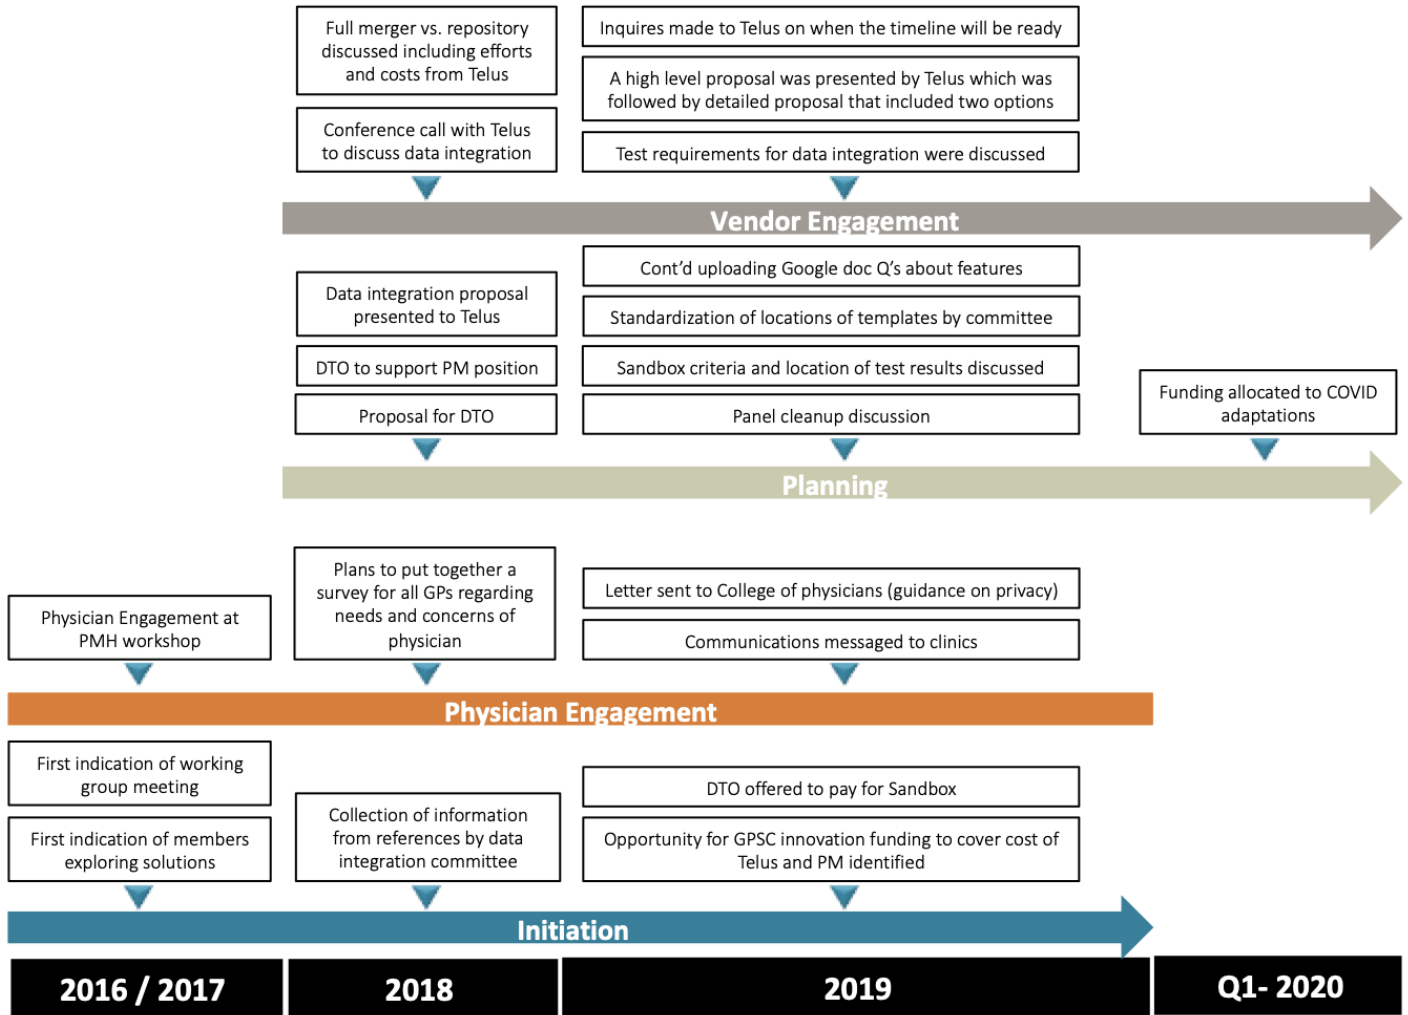 Full merger vs. repository
discussed including efforts
and costs from Telus
Conference call with Telus
to discuss data integration
Inquires made to Telus on when the timeline will be ready
A high level proposal was presented by Telus which was
followed by detailed proposal that included two options
Test requirements for data integration were discussed
Vendor Engagement
Data integration proposal
presented to Telus
DTO to support PM position
Proposal for DTO
Cont'd uploading Google doc Q's about features
Standardization of locations of templates by committee
Sandbox criteria and location of test results discussed
Panel cleanup discussion
Funding allocated to COVID
adaptations
Planning
Physician Engagement at
PMH workshop
Plans to put together a
survey for all GPs regarding
needs and concerns of
physician
Letter sent to College of physicians (guidance on privacy)
Communications messaged to clinics
Physician Engagement
First indication of working
group meeting
First indication of members
exploring solutions
Collection of information
from references by data
integration committee
DTO offered to pay for Sandbox
Opportunity for GPSC innovation funding to cover cost of
Telus and PM identified
Initiation
2016 / 2017
2018
2019
Q1- 2020